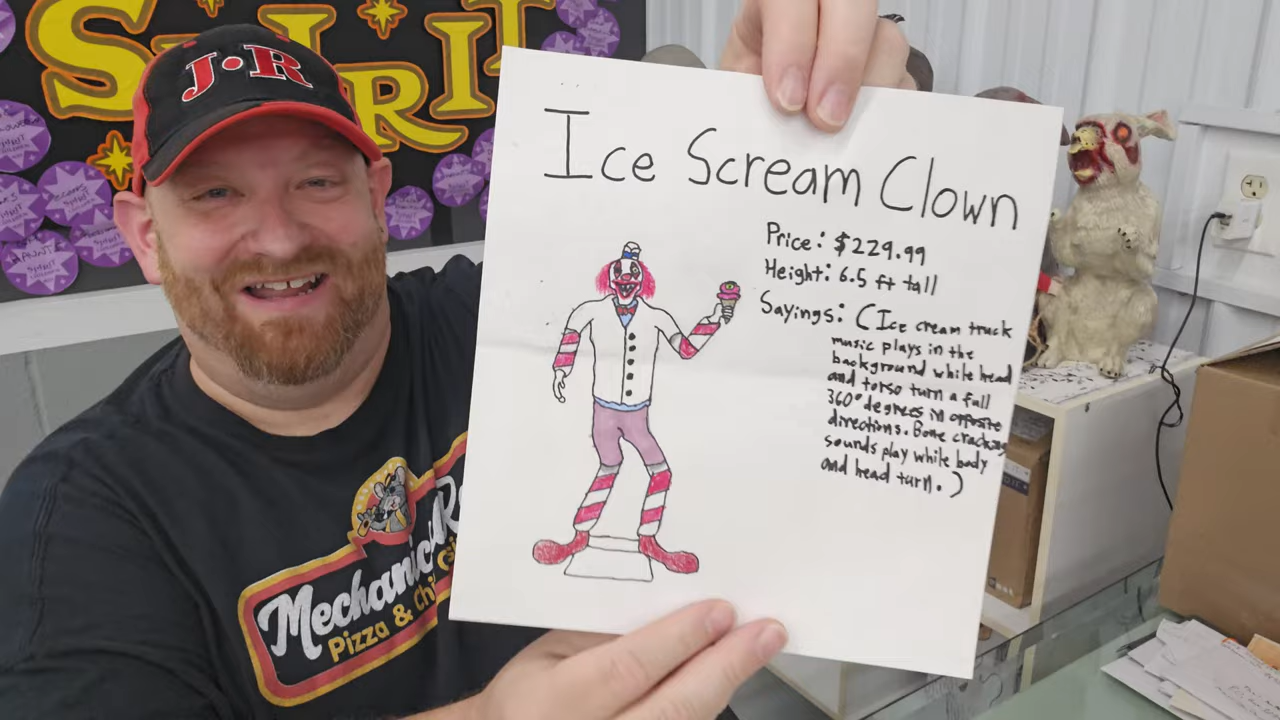 SPIRIT
J·R
Ice Scream Clown
Price: $229.99
Height: 6.5 ft tall
Sayings: (Ice cream truck
music plays in the
background while head
and torso turn a full
360° degrees in opposite
directions. Bone cracking
sounds play while body
and head turn.)
Mechanic
Pizza &